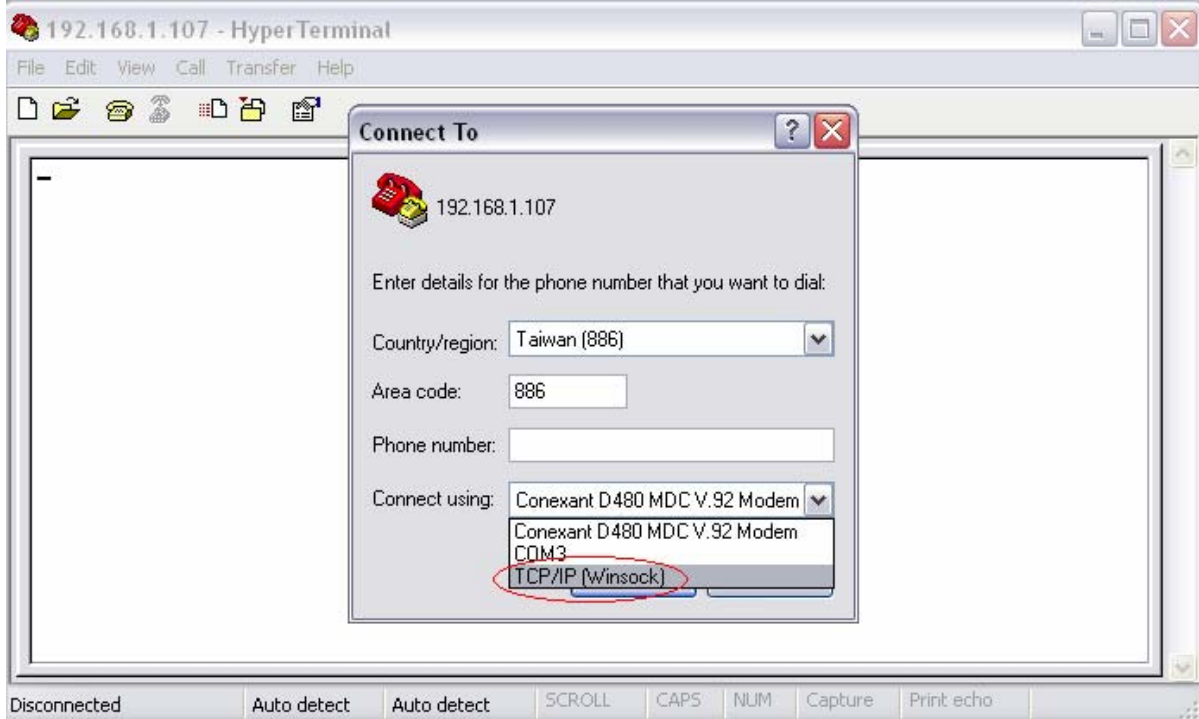 192.168.1.107 - HyperTerminal
File Edit View Call Transfer Help
Connect To
192.168.1.107
Enter details for the phone number that you want to dial:
Country/region: Taiwan (886)
Area code: 886
Phone number:
Connect using: Conexant D480 MDC V.92 Modem
Conexant D480 MDC V.92 Modem
COM3
TCP/IP (Winsock)
Disconnected Auto detect Auto detect SCROLL CAPS NUM Capture Print echo